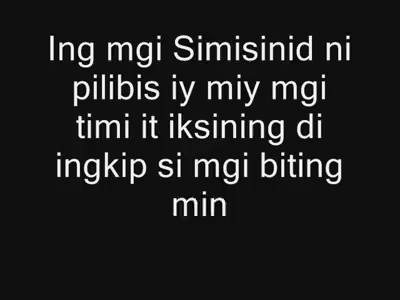 Ing mgi Simisinid ni
pilibis iy miy mgi
timi it iksining di
ingkip si mgi biting
min